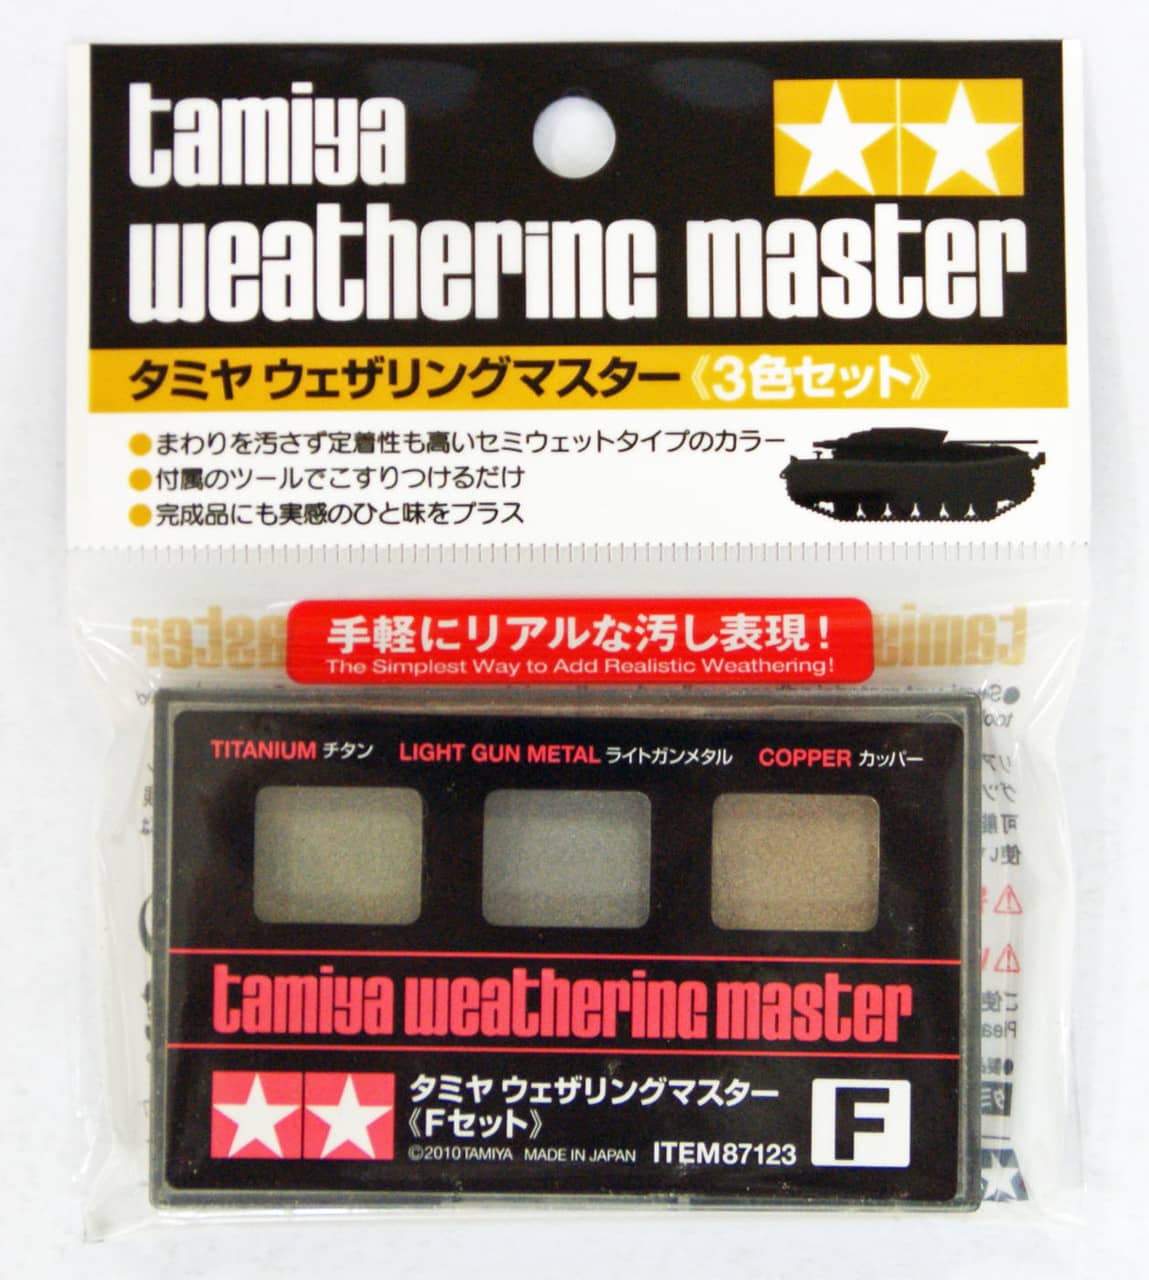 tamiya
weathering master
タミヤ ウェザリングマスター《3色セット》
●まわりを汚さず定着性も高いセミウェットタイプのカラー
●付属のツールでこすりつけるだけ
●完成品にも実感のひと味をプラス
手軽にリアルな汚し表現!
The Simplest Way to Add Realistic Weathering!
TITANIUM チタン LIGHT GUN METAL ライトガンメタル COPPER カッパー
tamiya weathering master
タミヤ ウェザリングマスター
《Fセット》
©2010 TAMIYA MADE IN JAPAN ITEM 87123
F